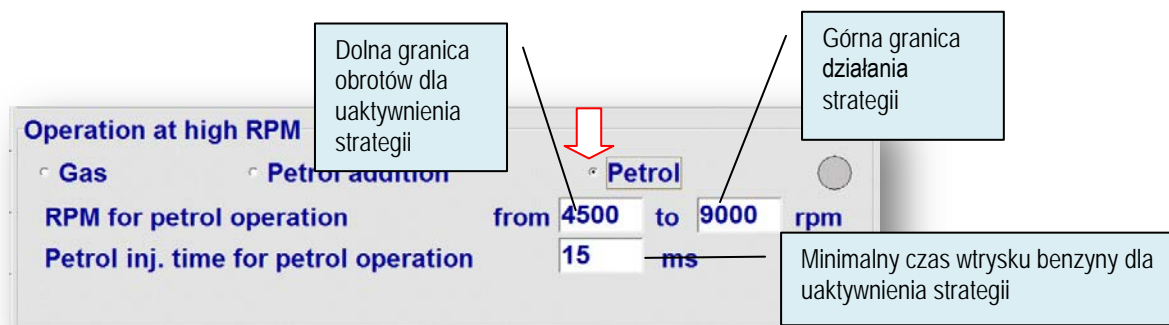 Dolna granica
obrotów dla
uaktywnienia
strategii
Górna granica
działania
strategii
Operation at high RPM
Gas Petrol addition Petrol
RPM for petrol operation from 4500 to 9000 rpm
Petrol inj. time for petrol operation 15 ms
Minimalny czas wtrysku benzyny dla
uaktywnienia strategii